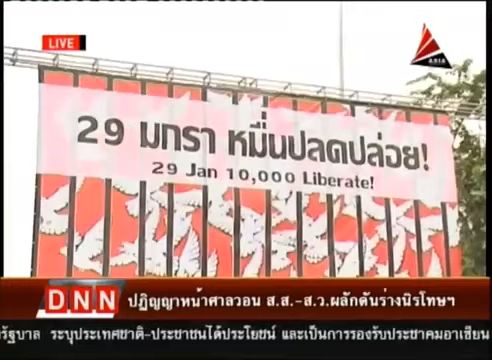 LIVE
ASIA
29 มกรา หมื่นปลดปล่อย!
29 Jan 10,000 Liberate!
DNN ปฏิญญาหน้าศาลวอน ส.ส.-ส.ว.ผลักดันร่างนิรโทษฯ
รัฐบาล ระบุประเทศชาติ-ประชาชนได้ประโยชน์ และเป็นการรองรับประชาคมอาเซียน